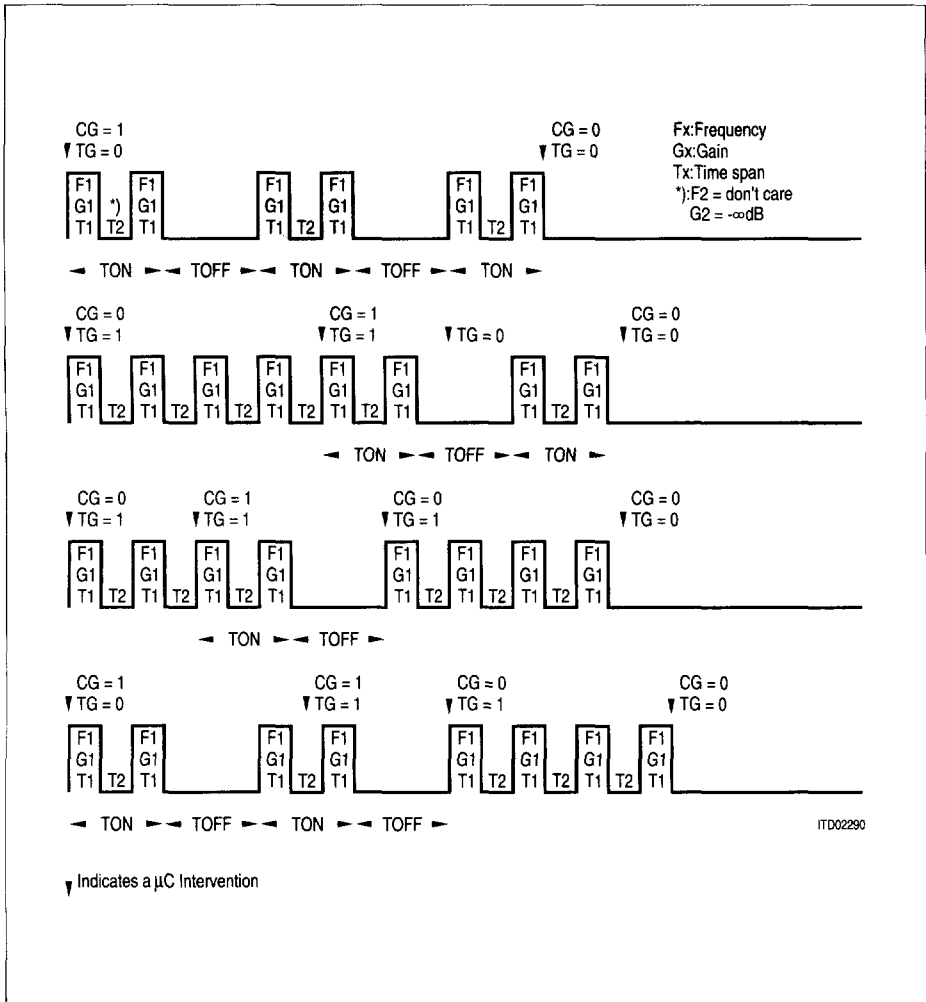 CG = 1 CG = 0 Fx:Frequency
▼ TG = 0 ▼ TG = 0 Gx:Gain
Tx:Time span
F1 F1 F1 F1 F1 F1 *):F2 = don't care
G1 *) G1 G1 G1 G1 G1 G2 = -∞dB
T1 T2 T1 T1 T2 T1 T1 T2 T1
◄ TON ►◄ TOFF ►◄ TON ►◄ TOFF ►◄ TON ►
CG = 0 CG = 1 CG = 0
▼ TG = 1 ▼ TG = 1 ▼ TG = 0 ▼ TG = 0
F1 F1 F1 F1 F1 F1 F1 F1
G1 G1 G1 G1 G1 G1 G1 G1
T1 T2 T1 T2 T1 T2 T1 T2 T1 T2 T1 T1 T2 T1
◄ TON ►◄ TOFF ►◄ TON ►
CG = 0 CG = 1 CG = 0 CG = 0
▼ TG = 1 ▼ TG = 1 ▼ TG = 1 ▼ TG = 0
F1 F1 F1 F1 F1 F1 F1 F1
G1 G1 G1 G1 G1 G1 G1 G1
T1 T2 T1 T2 T1 T2 T1 T1 T2 T1 T2 T1 T2 T1
◄ TON ►◄ TOFF ►
CG = 1 CG = 1 CG = 0 CG = 0
▼ TG = 0 ▼ TG = 1 ▼ TG = 1 ▼ TG = 0
F1 F1 F1 F1 F1 F1 F1 F1
G1 G1 G1 G1 G1 G1 G1 G1
T1 T2 T1 T1 T2 T1 T1 T2 T1 T2 T1 T2 T1
◄ TON ►◄ TOFF ►◄ TON ►◄ TOFF ► ITD02290
▼ Indicates a µC Intervention